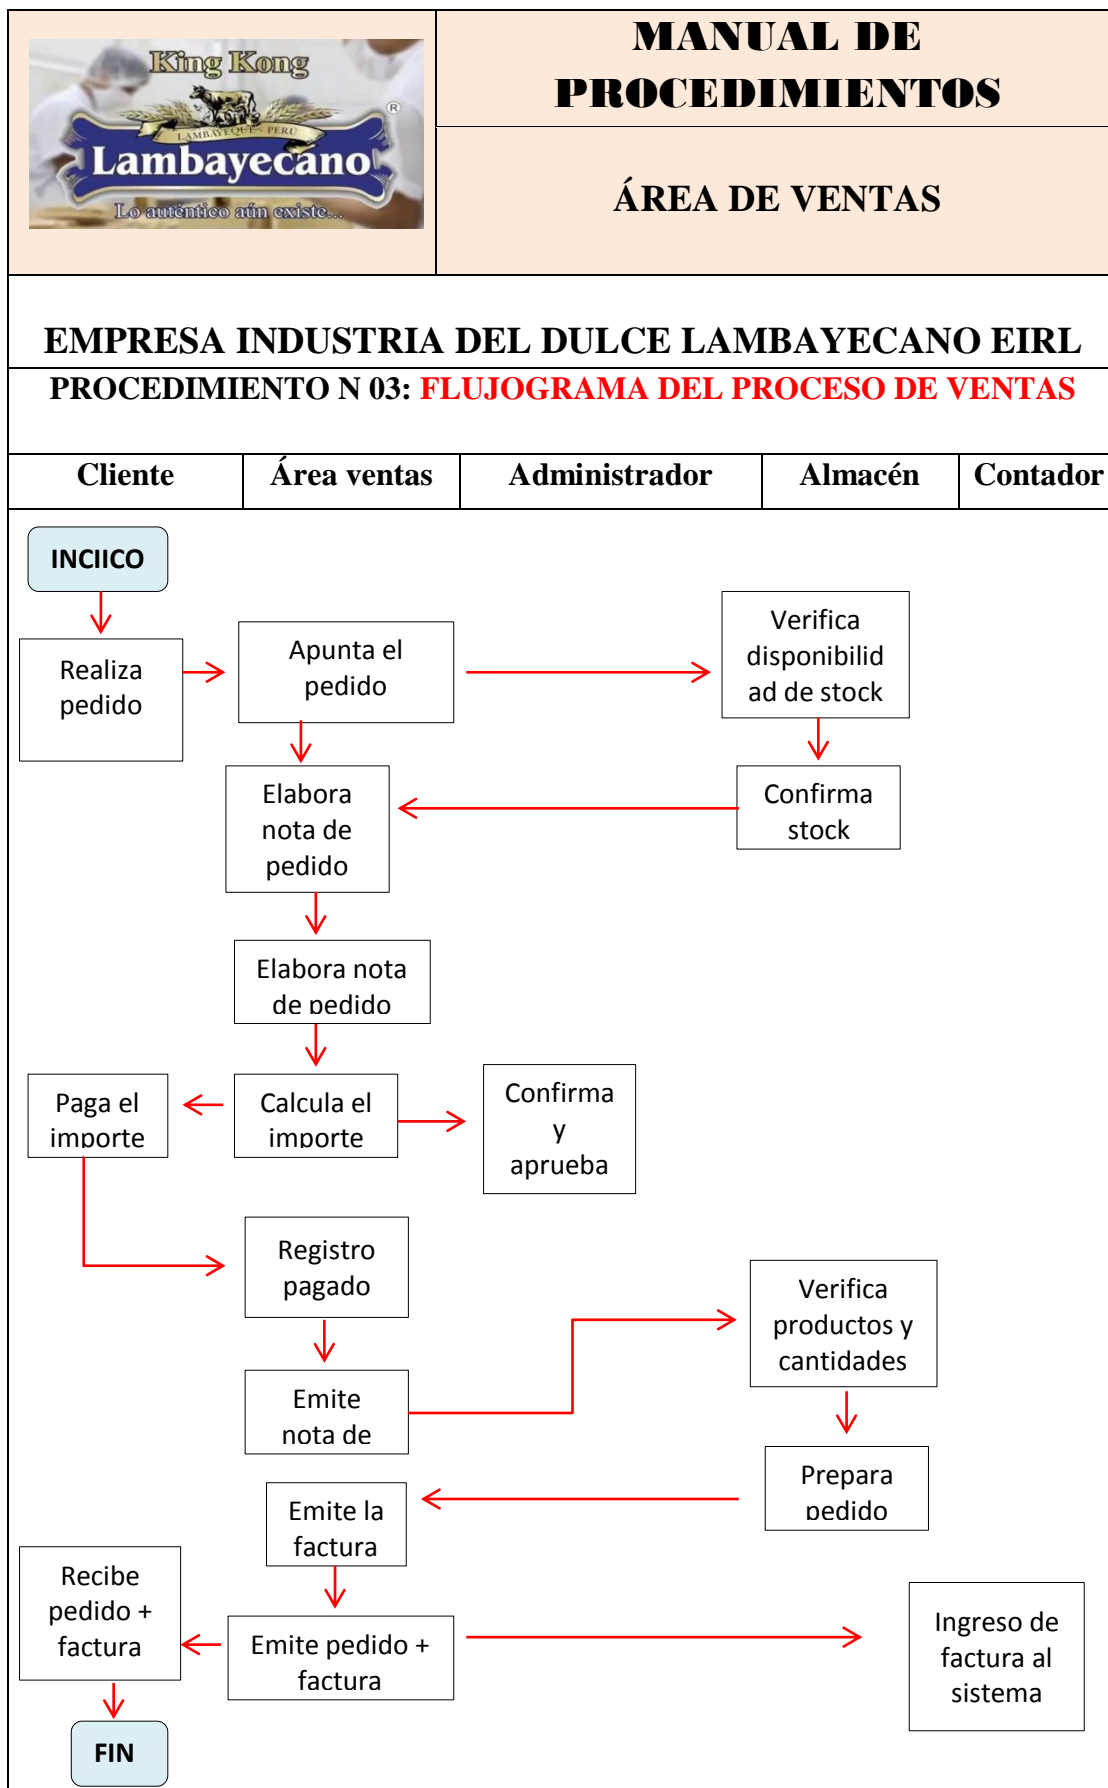 King Kong
®
LAMBAYEQUE - PERÚ
Lambayecano
Lo auténtico aún existe...
MANUAL DE
PROCEDIMIENTOS
ÁREA DE VENTAS
EMPRESA INDUSTRIA DEL DULCE LAMBAYECANO EIRL
PROCEDIMIENTO N 03: FLUJOGRAMA DEL PROCESO DE VENTAS
Cliente
Área ventas
Administrador
Almacén
Contador
INCIICO
Realiza
pedido
Apunta el
pedido
Verifica
disponibilid
ad de stock
Elabora
nota de
pedido
Confirma
stock
Elabora nota
de pedido
Paga el
importe
Calcula el
importe
Confirma
y
aprueba
Registro
pagado
Verifica
productos y
cantidades
Emite
nota de
Prepara
pedido
Emite la
factura
Recibe
pedido +
factura
Emite pedido +
factura
Ingreso de
factura al
sistema
FIN